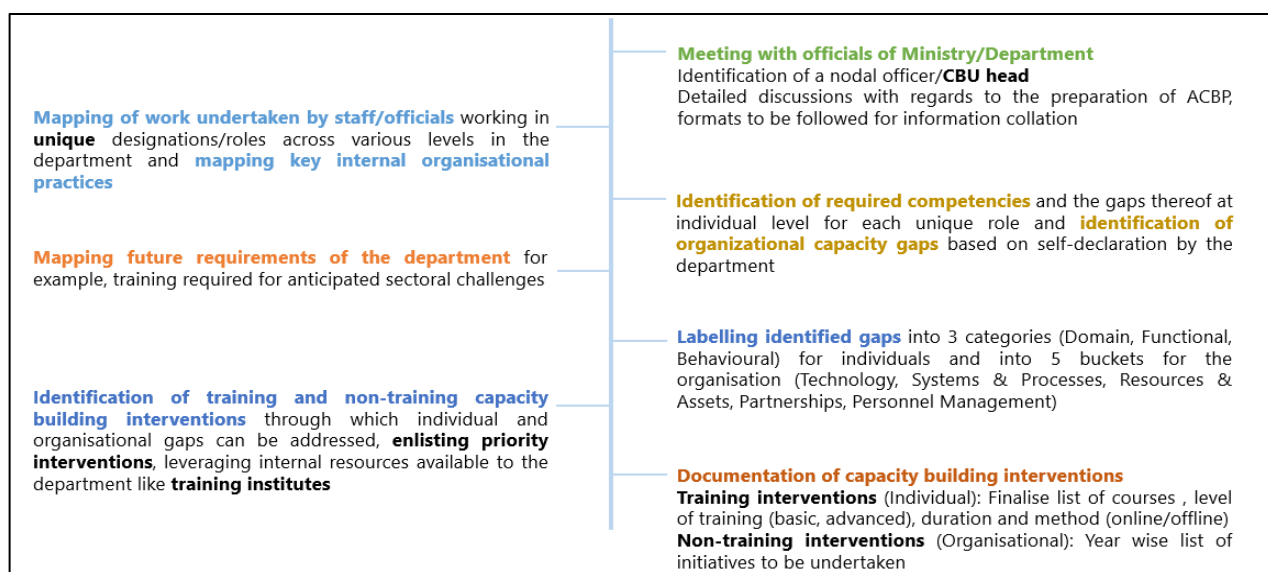 Meeting with officials of Ministry/Department
Identification of a nodal officer/CBU head
Detailed discussions with regards to the preparation of ACBP,
formats to be followed for information collation
Mapping of work undertaken by staff/officials working in
unique designations/roles across various levels in the
department and mapping key internal organisational
practices
Identification of required competencies and the gaps thereof at
individual level for each unique role and identification of
organizational capacity gaps based on self-declaration by the
department
Mapping future requirements of the department for
example, training required for anticipated sectoral challenges
Labelling identified gaps into 3 categories (Domain, Functional,
Behavioural) for individuals and into 5 buckets for the
organisation (Technology, Systems & Processes, Resources &
Assets, Partnerships, Personnel Management)
Identification of training and non-training capacity
building interventions through which individual and
organisational gaps can be addressed, enlisting priority
interventions, leveraging internal resources available to the
department like training institutes
Documentation of capacity building interventions
Training interventions (Individual): Finalise list of courses , level
of training (basic, advanced), duration and method (online/offline)
Non-training interventions (Organisational): Year wise list of
initiatives to be undertaken